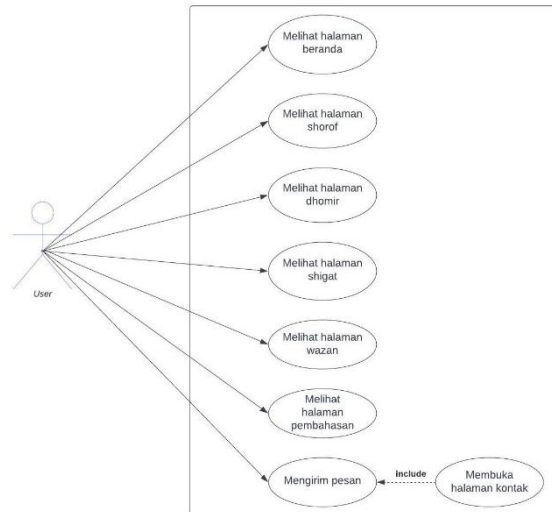 Melihat halaman
beranda
Melihat halaman
shorof
Melihat halaman
dhomir
User
Melihat halaman
shigat
Melihat halaman
wazan
Melihat
halaman
pembahasan
Mengirim pesan
include
Membuka
halaman kontak